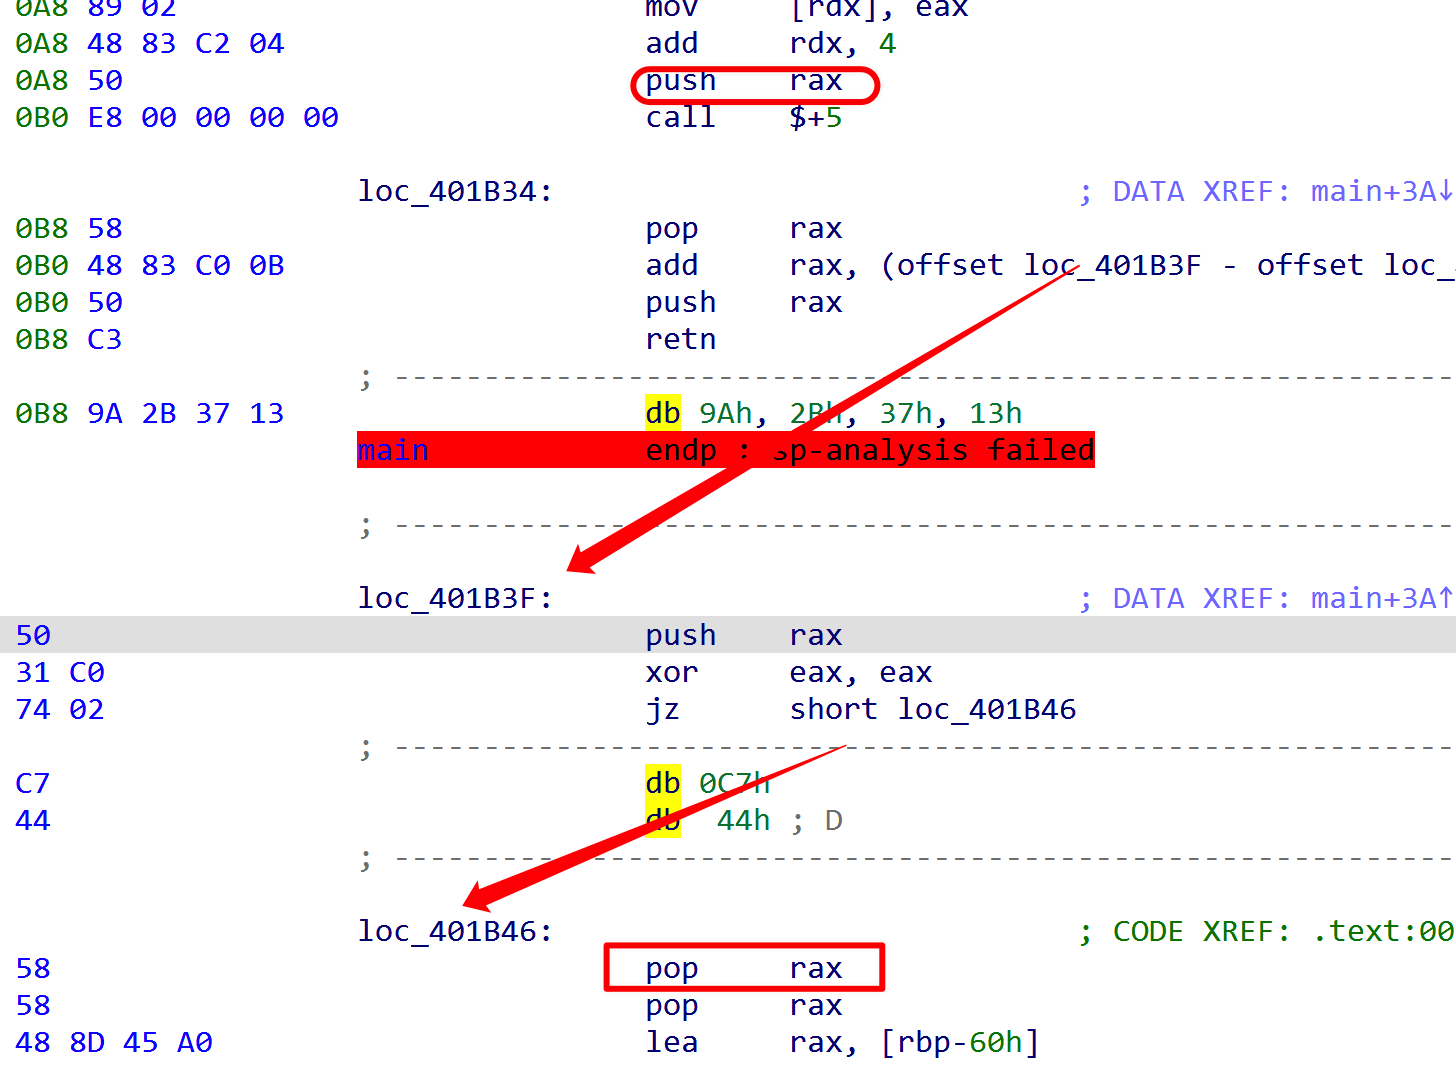 0A8 89 02 mov [rdx], eax
0A8 48 83 C2 04 add rdx, 4
0A8 50 push rax
0B0 E8 00 00 00 00 call $+5
loc_401B34: ; DATA XREF: main+3A↓
0B8 58 pop rax
0B0 48 83 C0 0B add rax, (offset loc_401B3F - offset loc_
0B0 50 push rax
0B8 C3 retn
; ------------------------------------------------------------
0B8 9A 2B 37 13 db 9Ah, 2Bh, 37h, 13h
main endp ; sp-analysis failed
; ------------------------------------------------------------
loc_401B3F: ; DATA XREF: main+3A↑
50 push rax
31 C0 xor eax, eax
74 02 jz short loc_401B46
; ------------------------------------------------------------
C7 db 0C7h
44 db 44h ; D
; ------------------------------------------------------------
loc_401B46: ; CODE XREF: .text:00
58 pop rax
58 pop rax
48 8D 45 A0 lea rax, [rbp-60h]